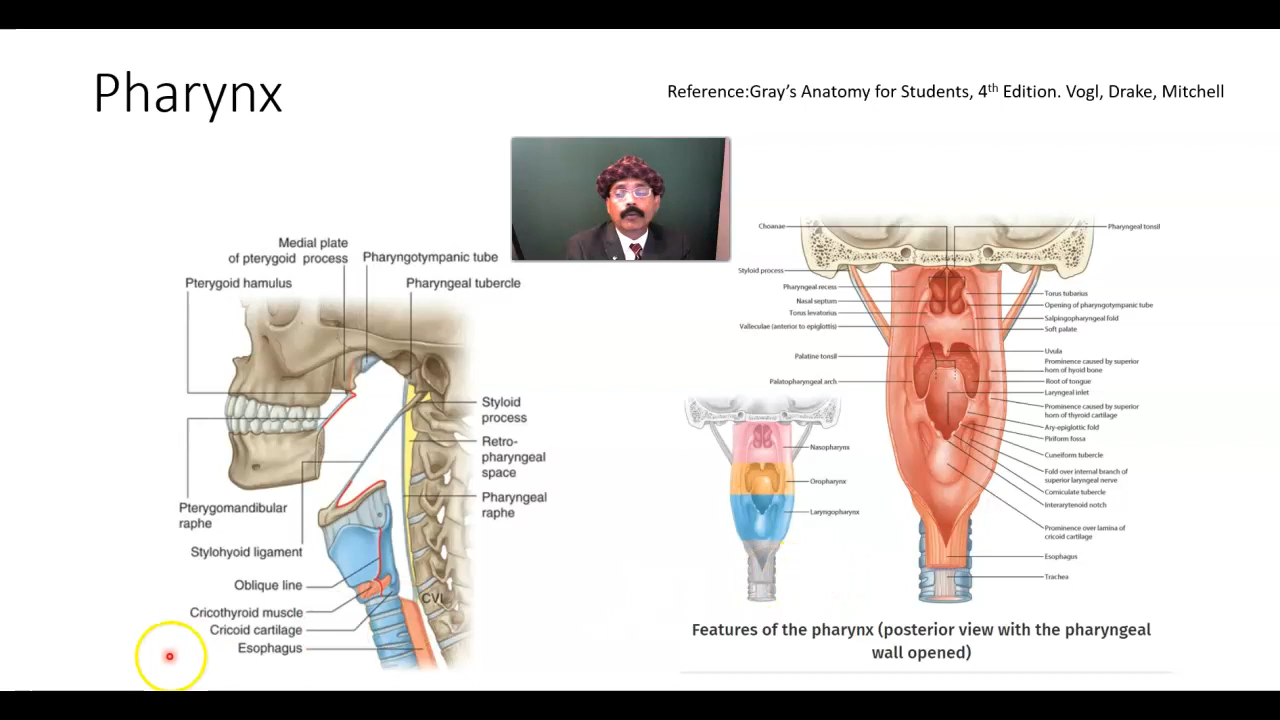 Pharynx
Reference:Gray’s Anatomy for Students, 4th Edition. Vogl, Drake, Mitchell
Medial plate
of pterygoid process
Pharyngotympanic tube
Pterygoid hamulus
Pharyngeal tubercle
Styloid
process
Retro-
pharyngeal
space
Pharyngeal
raphe
Pterygomandibular
raphe
Stylohyoid ligament
Oblique line
Cricothyroid muscle
Cricoid cartilage
Esophagus
CVI
Choanae
Pharyngeal tonsil
Styloid process
Pharyngeal recess
Nasal septum
Torus levatorius
Valleculae (anterior to epiglottis)
Palatine tonsil
Palatopharyngeal arch
Torus tubarius
Opening of pharyngotympanic tube
Salpingopharyngeal fold
Soft palate
Uvula
Prominence caused by superior
horn of hyoid bone
Root of tongue
Laryngeal inlet
Prominence caused by superior
horn of thyroid cartilage
Ary-epiglottic fold
Piriform fossa
Cuneiform tubercle
Fold over internal branch of
superior laryngeal nerve
Corniculate tubercle
Interarytenoid notch
Prominence over lamina of
cricoid cartilage
Esophagus
Trachea
Nasopharynx
Oropharynx
Laryngopharynx
Features of the pharynx (posterior view with the pharyngeal
wall opened)